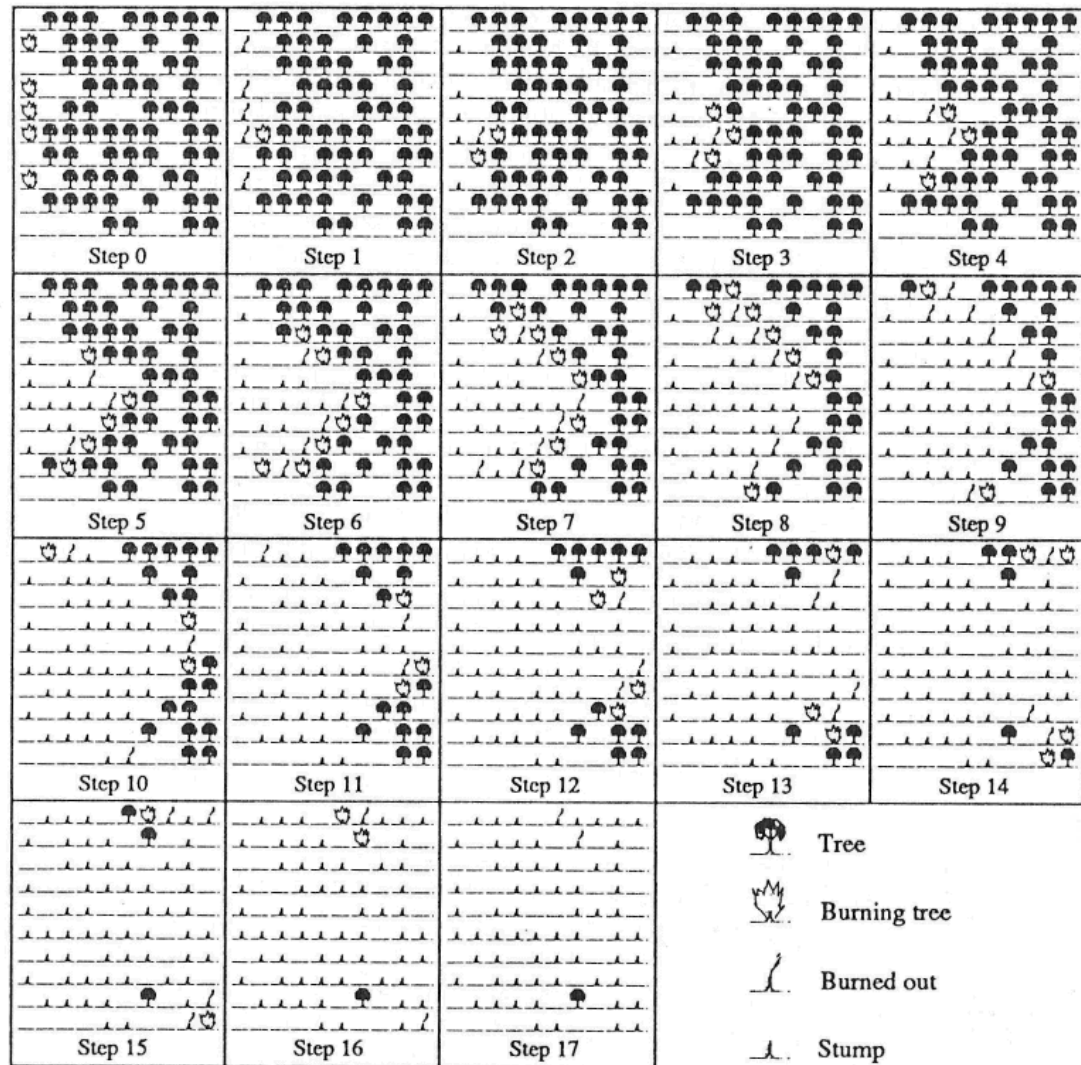 Step 0
Step 1
Step 2
Step 3
Step 4
Step 5
Step 6
Step 7
Step 8
Step 9
Step 10
Step 11
Step 12
Step 13
Step 14
Step 15
Step 16
Step 17
Tree
Burning tree
Burned out
Stump